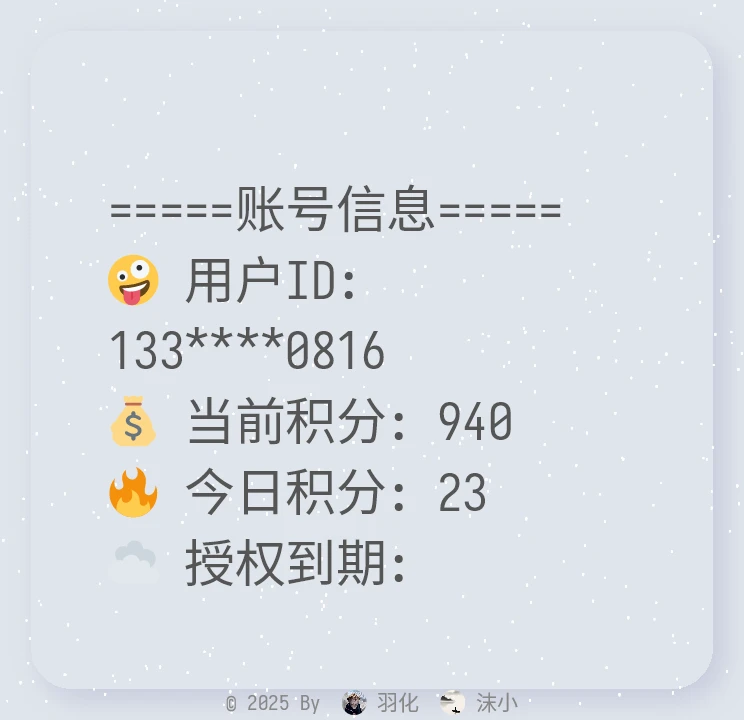 =====账号信息=====
🤪 用户ID:
133****0816
💰 当前积分: 940
🔥 今日积分: 23
☁️ 授权到期:
© 2025 By 羽化 沫小